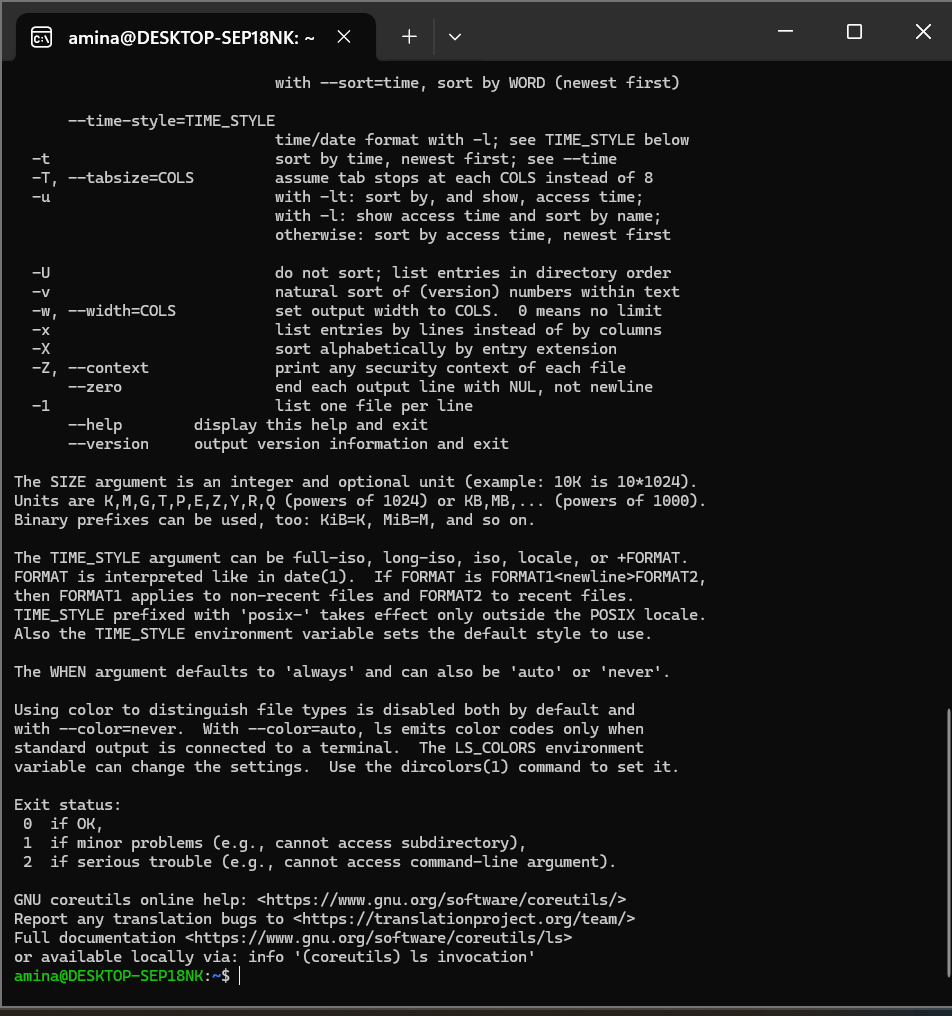 amina@DESKTOP-SEP18NK: ~
                             with --sort=time, sort by WORD (newest first)

      --time-style=TIME_STYLE
                             time/date format with -l; see TIME_STYLE below
  -t                         sort by time, newest first; see --time
  -T, --tabsize=COLS         assume tab stops at each COLS instead of 8
  -u                         with -lt: sort by, and show, access time;
                             with -l: show access time and sort by name;
                             otherwise: sort by access time, newest first

  -U                         do not sort; list entries in directory order
  -v                         natural sort of (version) numbers within text
  -w, --width=COLS           set output width to COLS.  0 means no limit
  -x                         list entries by lines instead of by columns
  -X                         sort alphabetically by entry extension
  -Z, --context              print any security context of each file
      --zero                 end each output line with NUL, not newline
  -1                         list one file per line
      --help        display this help and exit
      --version     output version information and exit

The SIZE argument is an integer and optional unit (example: 10K is 10*1024).
Units are K,M,G,T,P,E,Z,Y,R,Q (powers of 1024) or KB,MB,... (powers of 1000).
Binary prefixes can be used, too: KiB=K, MiB=M, and so on.

The TIME_STYLE argument can be full-iso, long-iso, iso, locale, or +FORMAT.
FORMAT is interpreted like in date(1).  If FORMAT is FORMAT1<newline>FORMAT2,
then FORMAT1 applies to non-recent files and FORMAT2 to recent files.
TIME_STYLE prefixed with 'posix-' takes effect only outside the POSIX locale.
Also the TIME_STYLE environment variable sets the default style to use.

The WHEN argument defaults to 'always' and can also be 'auto' or 'never'.

Using color to distinguish file types is disabled both by default and
with --color=never.  With --color=auto, ls emits color codes only when
standard output is connected to a terminal.  The LS_COLORS environment
variable can change the settings.  Use the dircolors(1) command to set it.

Exit status:
 0  if OK,
 1  if minor problems (e.g., cannot access subdirectory),
 2  if serious trouble (e.g., cannot access command-line argument).

GNU coreutils online help: <https://www.gnu.org/software/coreutils/>
Report any translation bugs to <https://translationproject.org/team/>
Full documentation <https://www.gnu.org/software/coreutils/ls>
or available locally via: info '(coreutils) ls invocation'
amina@DESKTOP-SEP18NK:~$